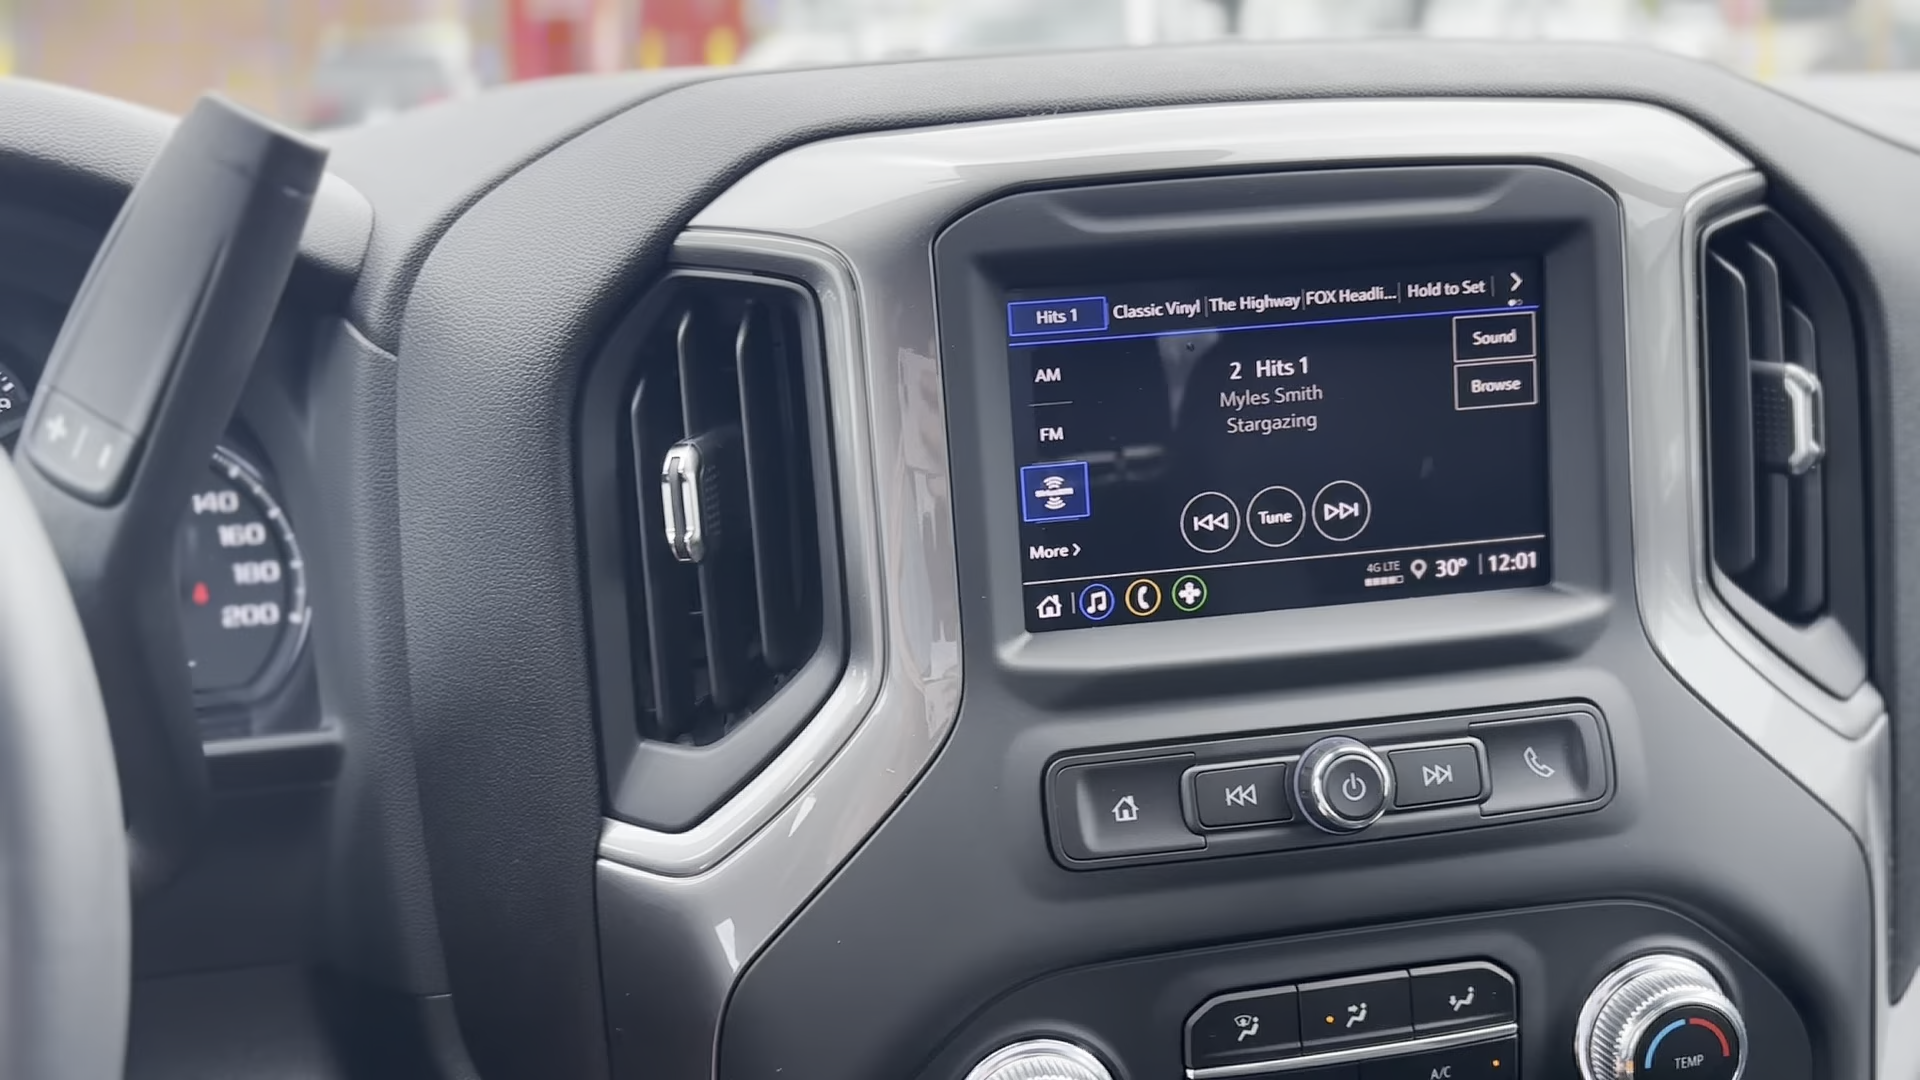 Hits 1
Classic Vinyl
The Highway
FOX Headli...
Hold to Set
Sound
Browse
AM
FM
More
2 Hits 1
Myles Smith
Stargazing
Tune
4G LTE
30°
12:01
140
160
180
200
A/C
TEMP